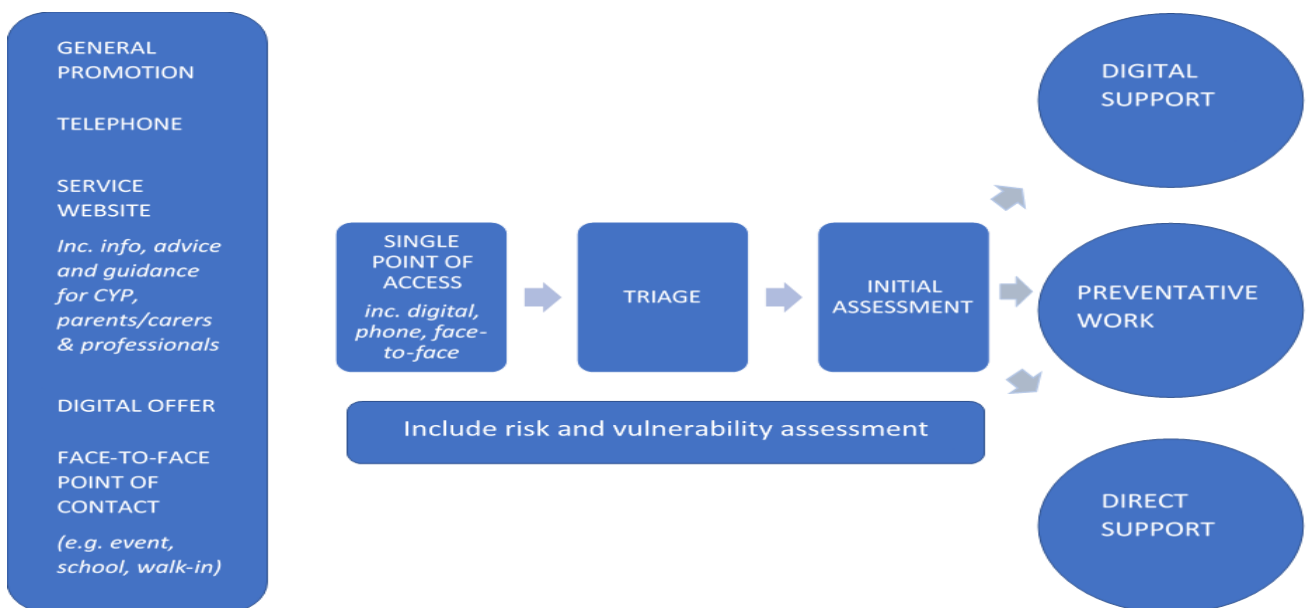 GENERAL
PROMOTION
TELEPHONE
SERVICE
WEBSITE
Inc. info, advice
and guidance
for CYP,
parents/carers
& professionals
DIGITAL OFFER
FACE-TO-FACE
POINT OF
CONTACT
(e.g. event,
school, walk-in)
SINGLE
POINT OF
ACCESS
inc. digital,
phone, face-
to-face
TRIAGE
INITIAL
ASSESSMENT
Include risk and vulnerability assessment
DIGITAL
SUPPORT
PREVENTATIVE
WORK
DIRECT
SUPPORT